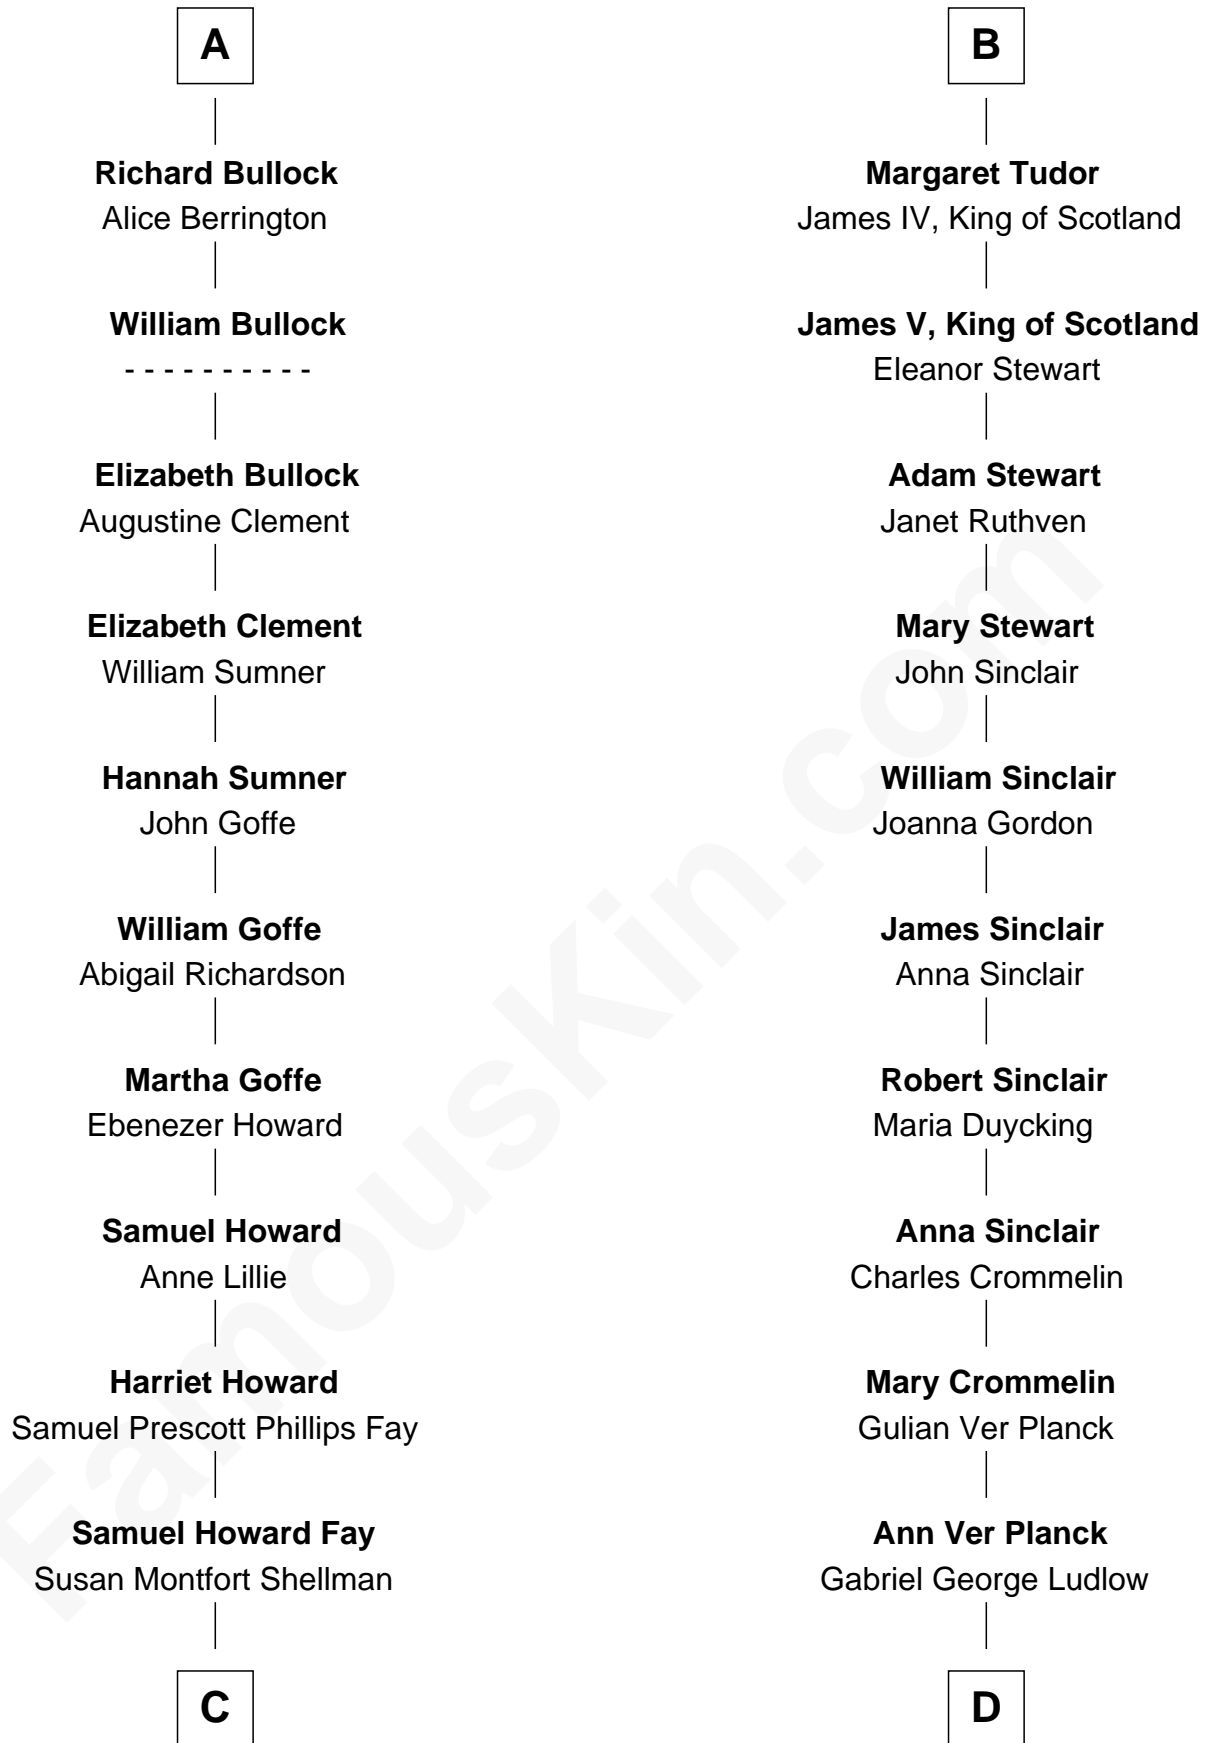 A
Richard Bullock
Alice Berrington
William Bullock
- - - - - - - - - -
Elizabeth Bullock
Augustine Clement
Elizabeth Clement
William Sumner
Hannah Sumner
John Goffe
William Goffe
Abigail Richardson
Martha Goffe
Ebenezer Howard
Samuel Howard
Anne Lillie
Harriet Howard
Samuel Prescott Phillips Fay
Samuel Howard Fay
Susan Montfort Shellman
C
B
Margaret Tudor
James IV, King of Scotland
James V, King of Scotland
Eleanor Stewart
Adam Stewart
Janet Ruthven
Mary Stewart
John Sinclair
William Sinclair
Joanna Gordon
James Sinclair
Anna Sinclair
Robert Sinclair
Maria Duycking
Anna Sinclair
Charles Crommelin
Mary Crommelin
Gulian Ver Planck
Ann Ver Planck
Gabriel George Ludlow
D
FamousKin.com